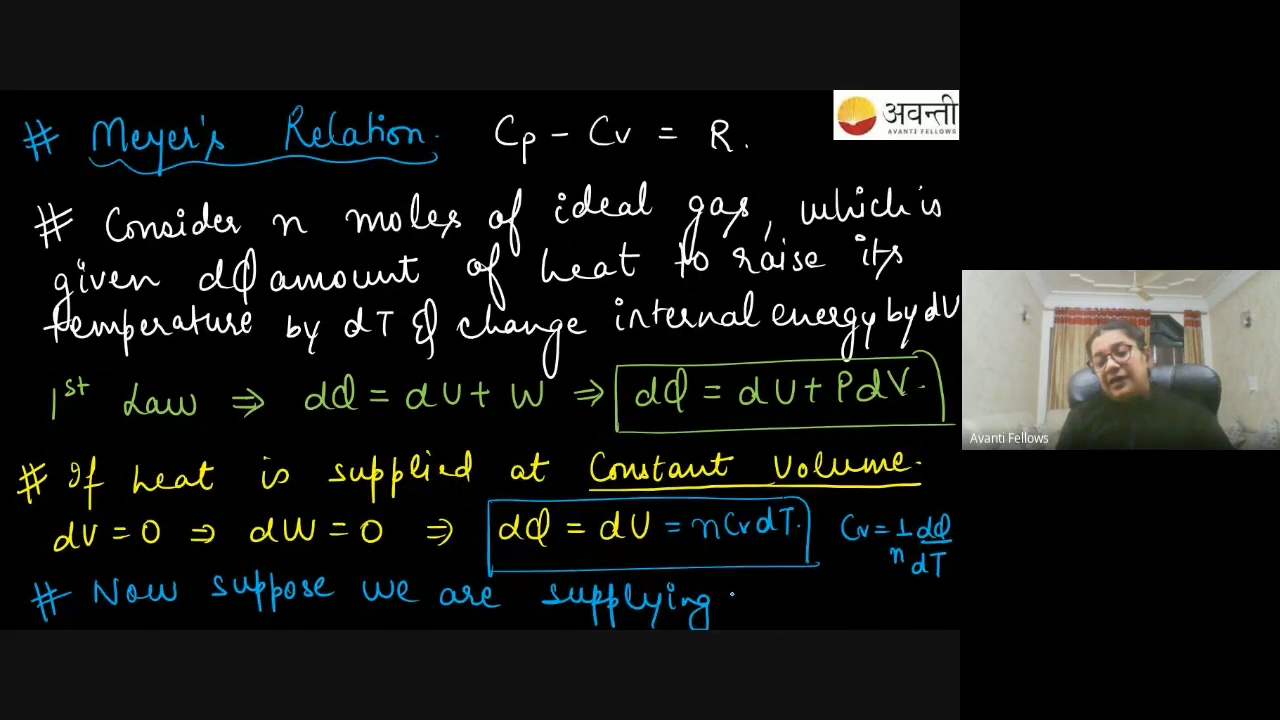 # Meyer's Relation. Cp - Cv = R.
अवन्ती
AVANTI FELLOWS
# Consider n moles of ideal gas, which is
given dQ amount of heat to raise its
temperature by dT & change internal energy by dU
1st Law ⇒ dQ = dU + W ⇒ dQ = dU + PdV.
# If heat is supplied at Constant Volume.
dV = 0 ⇒ dW = 0 ⇒ dQ = dU = nCvdT. Cv = 1/n dQ/dT
# Now suppose we are supplying
Avanti Fellows